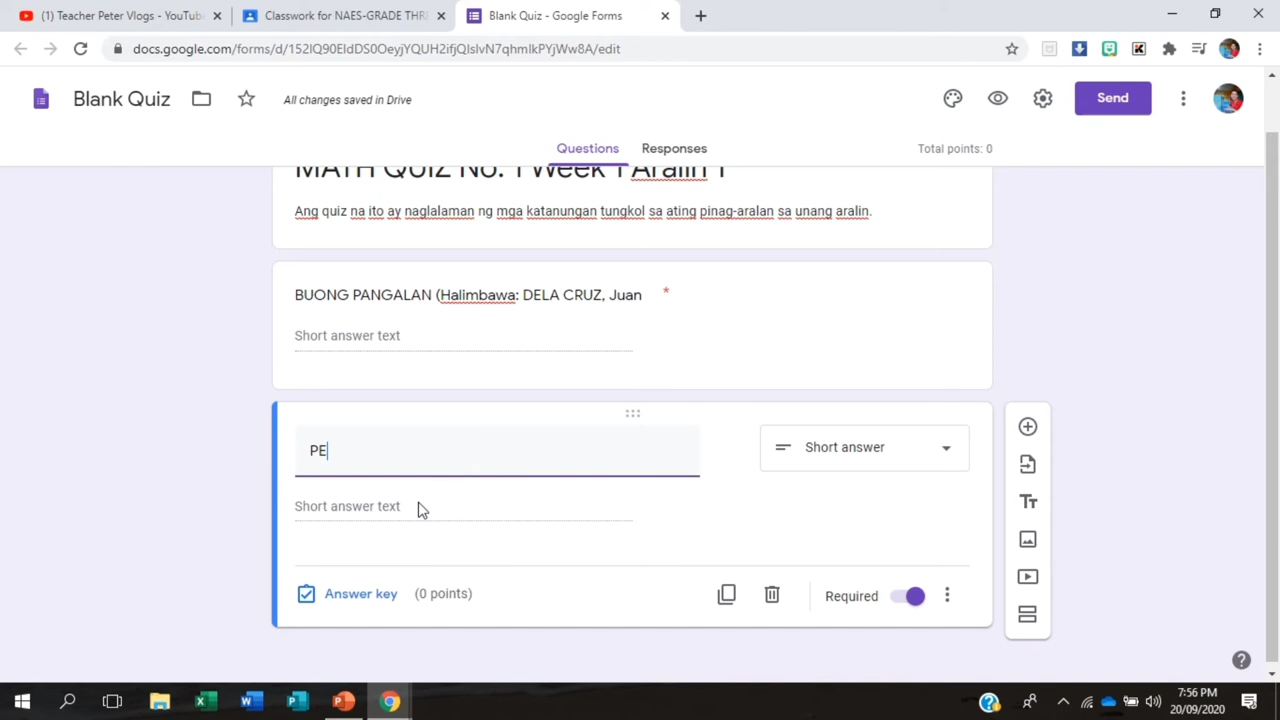 (1) Teacher Peter Vlogs - YouTub
Classwork for NAES-GRADE THR
Blank Quiz - Google Forms
docs.google.com/forms/d/152lQ90EldDS0OeyjYQUH2ifjQlslvN7qhmlkPYjWw8A/edit
Blank Quiz
All changes saved in Drive
Send
Questions
Responses
Total points: 0
MATH QUIZ No. 1 Week 1 Aralin 1
Ang quiz na ito ay naglalaman ng mga katanungan tungkol sa ating pinag-aralan sa unang aralin.
BUONG PANGALAN (Halimbawa: DELA CRUZ, Juan *
Short answer text
PE
Short answer
Short answer text
Answer key (0 points)
Required
7:56 PM
20/09/2020